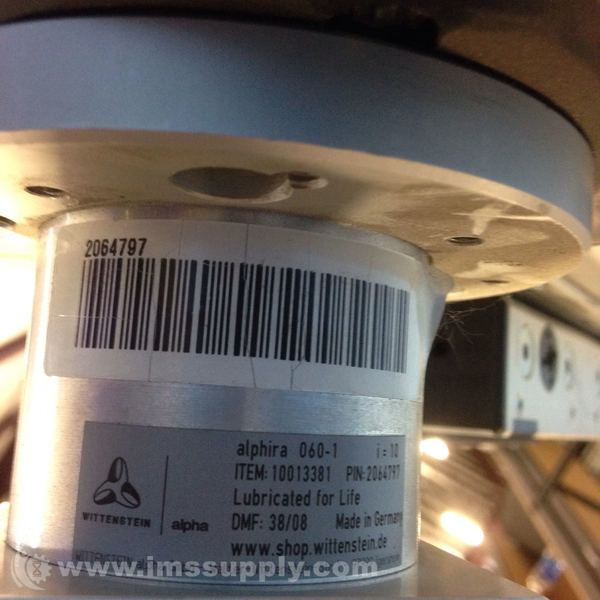 2064797
alphira 060-1 i = 10
ITEM: 10013381 PIN: 2064797
Lubricated for Life
DMF: 38/08 Made in Germany
www.shop.wittenstein.de
WITTENSTEIN alpha
WITTENSTEIN
www.imssupply.com